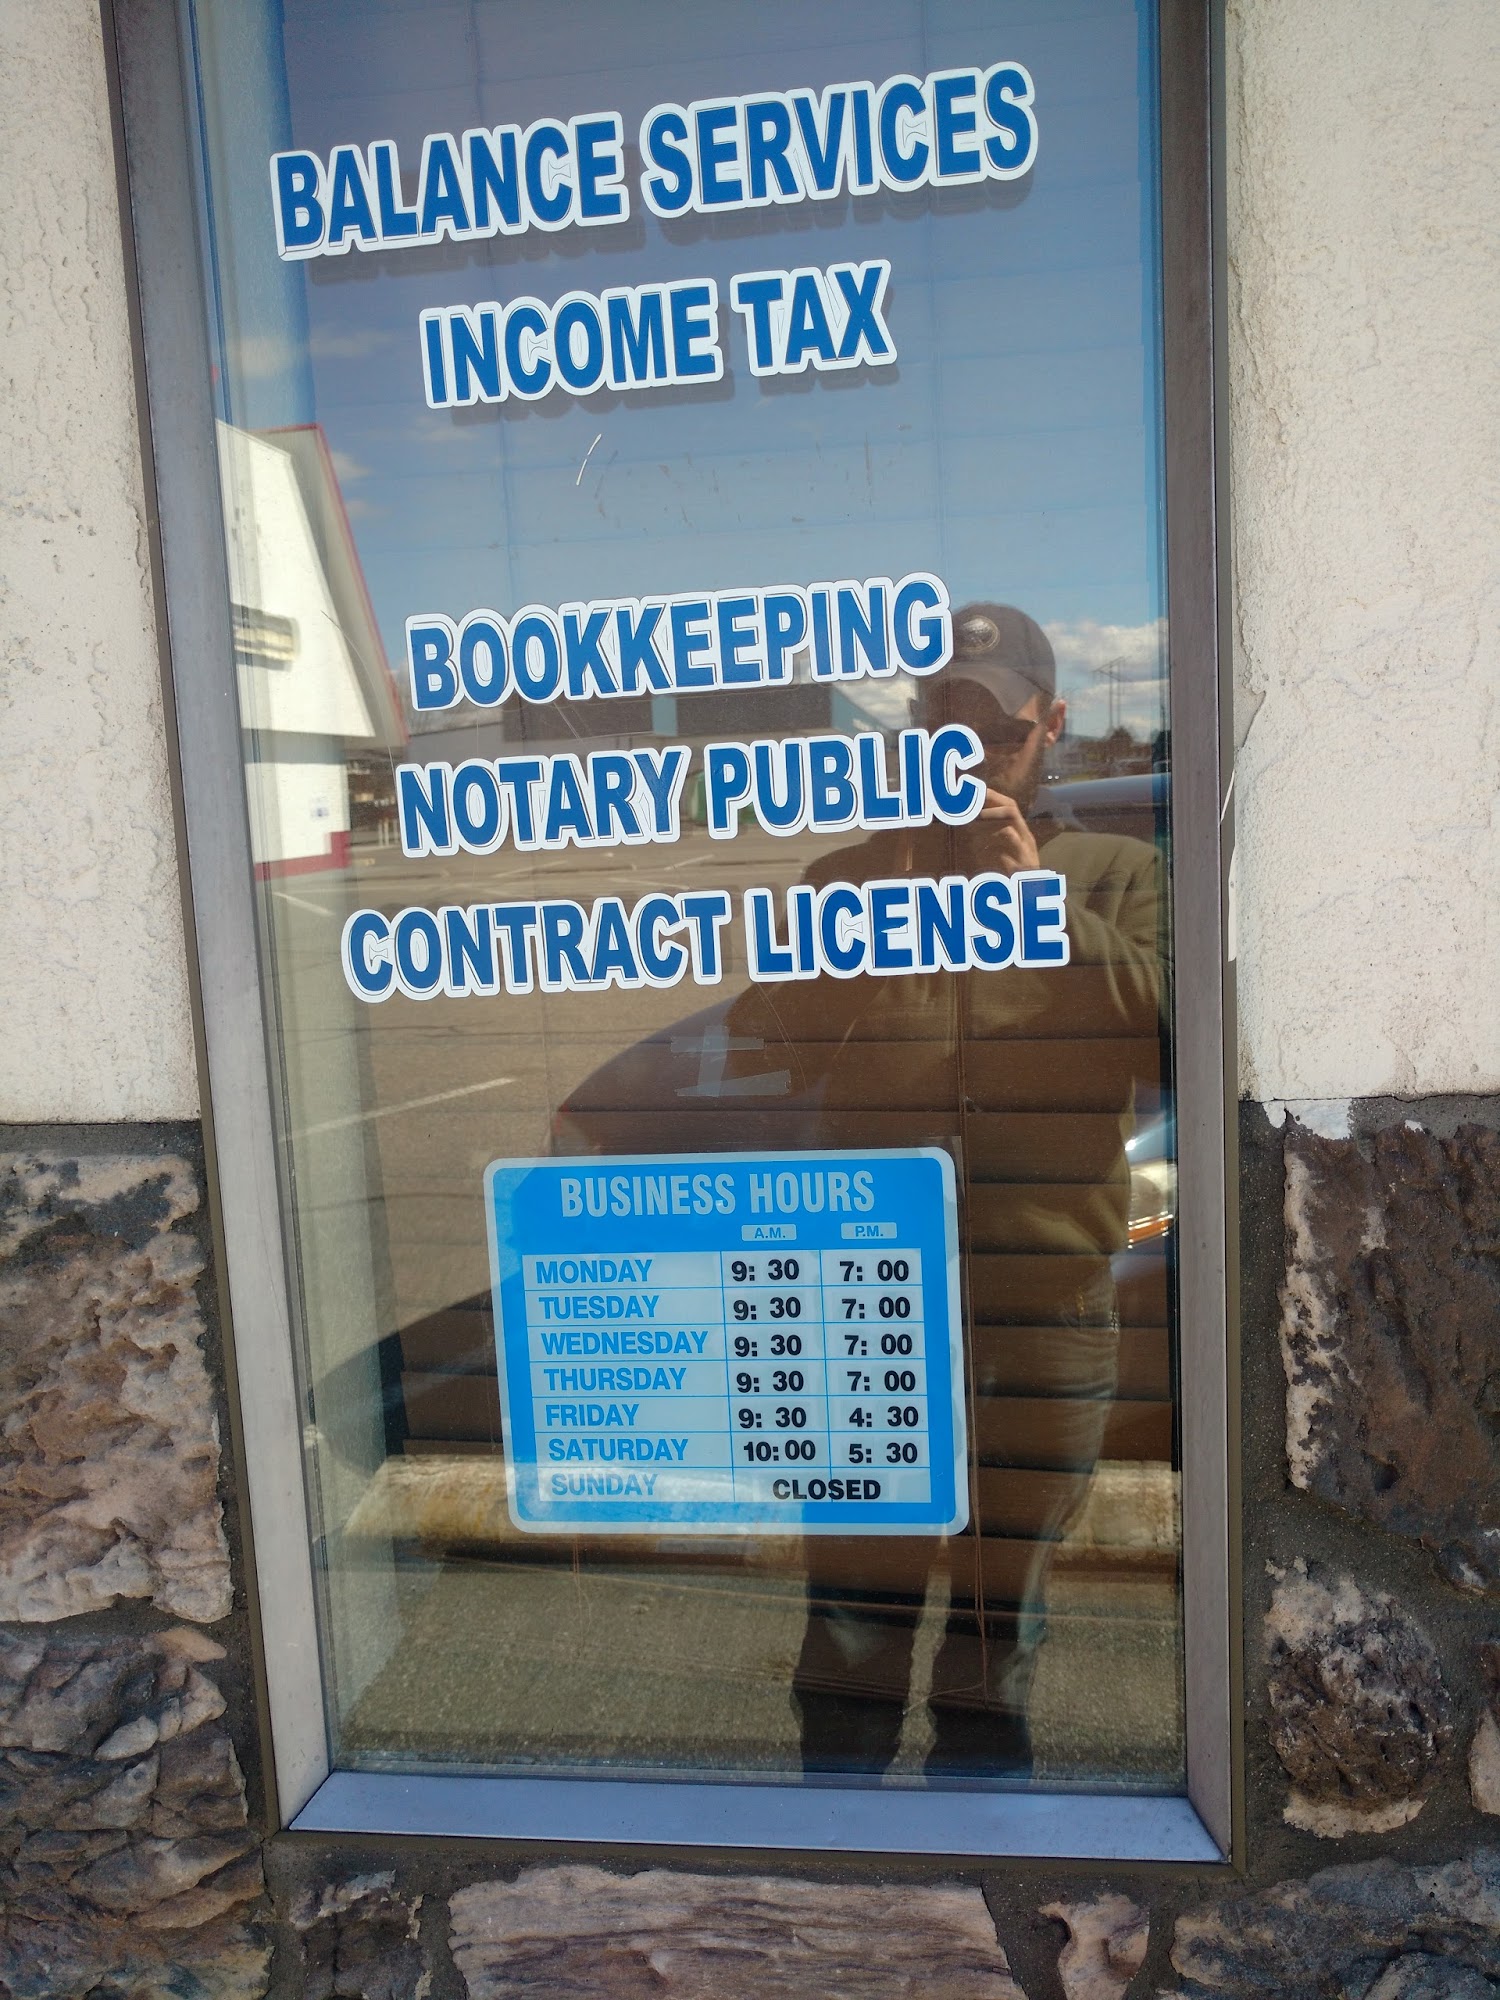 BALANCE SERVICES
INCOME TAX
BOOKKEEPING
NOTARY PUBLIC
CONTRACT LICENSE
BUSINESS HOURS
A.M. P.M.
MONDAY 9: 30 7: 00
TUESDAY 9: 30 7: 00
WEDNESDAY 9: 30 7: 00
THURSDAY 9: 30 7: 00
FRIDAY 9: 30 4: 30
SATURDAY 10: 00 5: 30
SUNDAY CLOSED